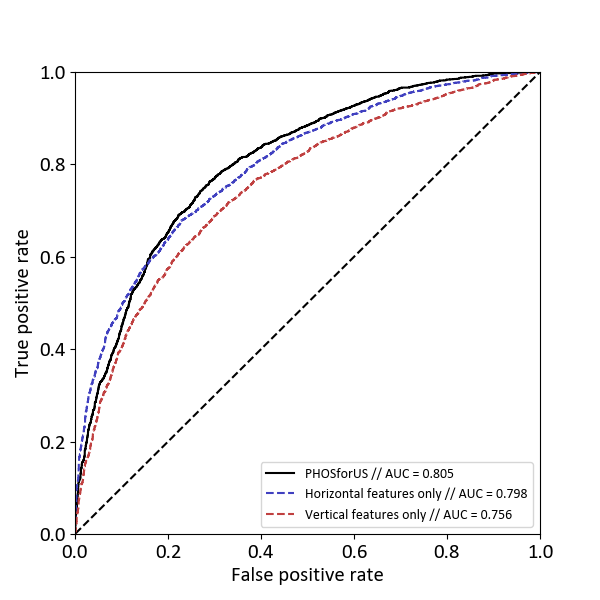 1.0
0.8
0.6
0.4
0.2
0.0
True positive rate
PHOSforUS // AUC = 0.805
Horizontal features only // AUC = 0.798
Vertical features only // AUC = 0.756
0.0 0.2 0.4 0.6 0.8 1.0
False positive rate